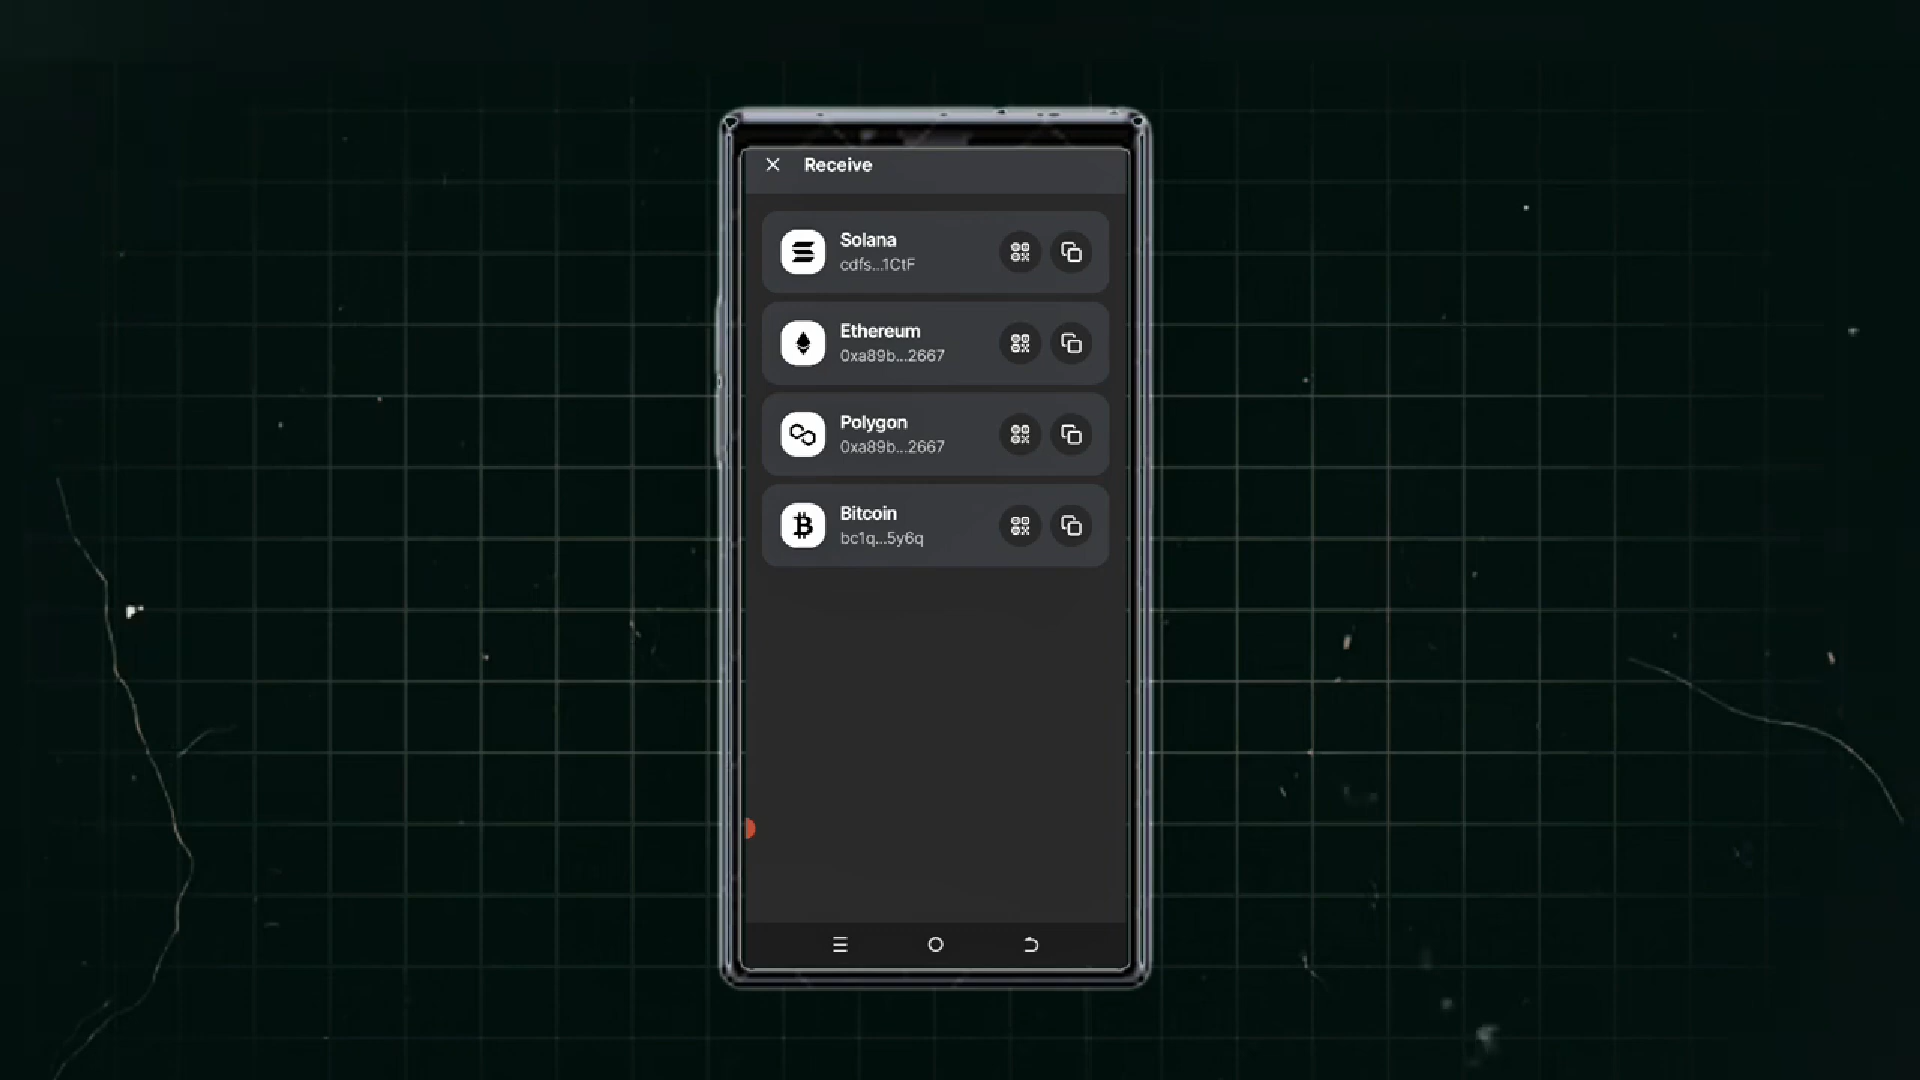 Receive
Solana
cdfs...1CtF
Ethereum
0xa89b...2667
Polygon
0xa89b...2667
Bitcoin
bc1q...5y6q